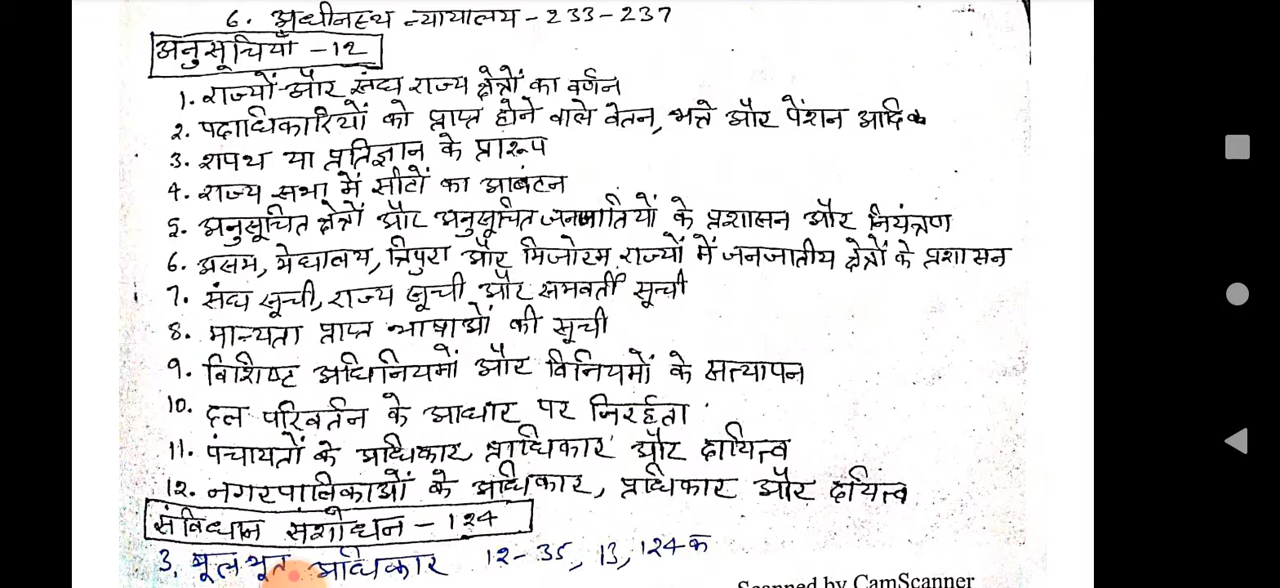 6. अधीनस्थ न्यायालय - 233-237
अनुसूचियाँ - 12
1. राज्यों और संघ राज्य क्षेत्रों का वर्णन
2. पदाधिकारियों को प्राप्त होने वाले वेतन, भत्ते और पेंशन आदि
3. शपथ या प्रतिज्ञान के प्रारूप
4. राज्य सभा में सीटों का आबंटन
5. अनुसूचित क्षेत्रों और अनुसूचित जनजातियों के प्रशासन और नियंत्रण
6. असम, मेघालय, त्रिपुरा और मिजोरम राज्यों में जनजातीय क्षेत्रों के प्रशासन
7. संघ सूची, राज्य सूची और समवर्ती सूची
8. मान्यता प्राप्त भाषाओं की सूची
9. विशिष्ट अधिनियमों और विनियमों के सत्यापन
10. दल परिवर्तन के आधार पर निरर्हता
11. पंचायतों के अधिकार, प्राधिकार और दायित्व
12. नगरपालिकाओं के अधिकार, प्रधिकार और दयित्व
संविधान संशोधन - 124
3. मूलभूत अधिकार 12-35, 13, 124क
Scanned by CamScanner